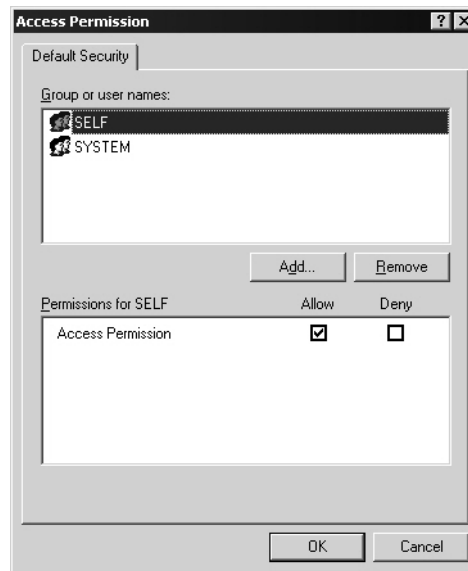 Access Permission
Default Security
Group or user names:
SELF
SYSTEM
Add... Remove
Permissions for SELF Allow Deny
Access Permission
OK Cancel